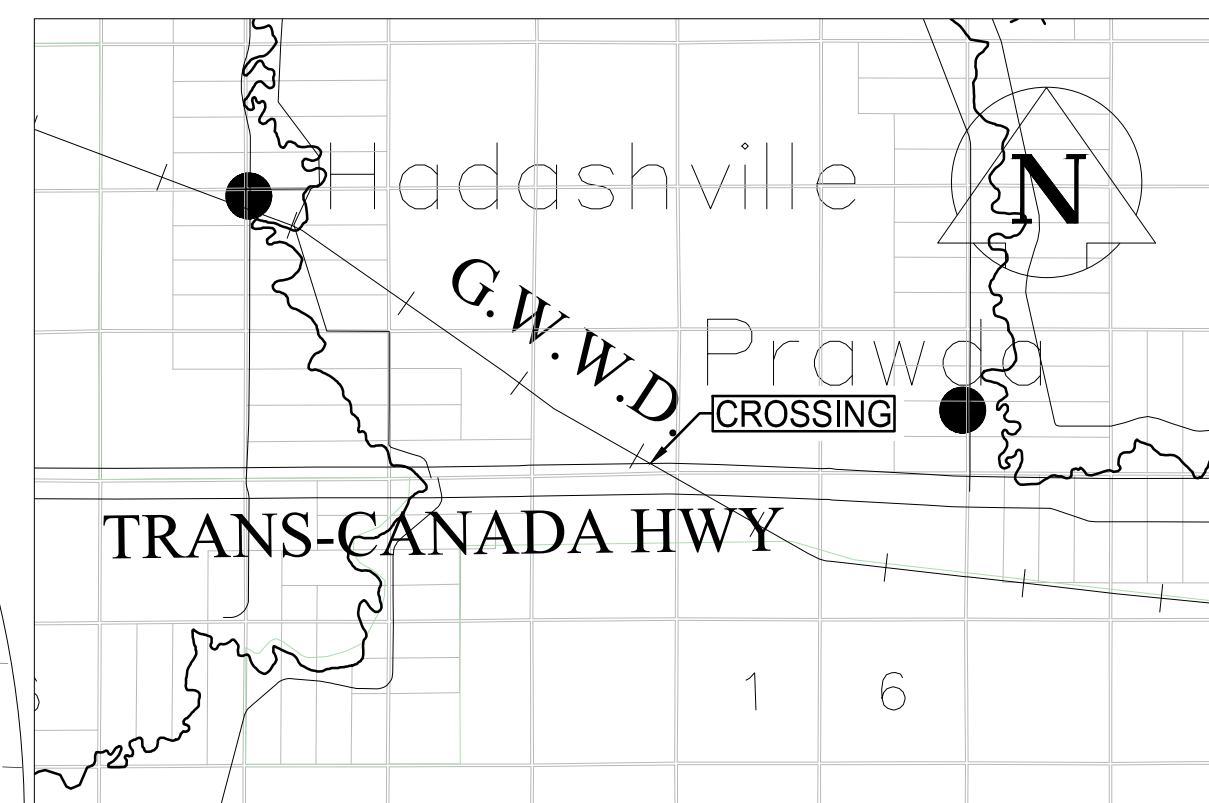 Hadashville
N
G.W.W.D.
Prawda
CROSSING
TRANS-CANADA HWY
1 6